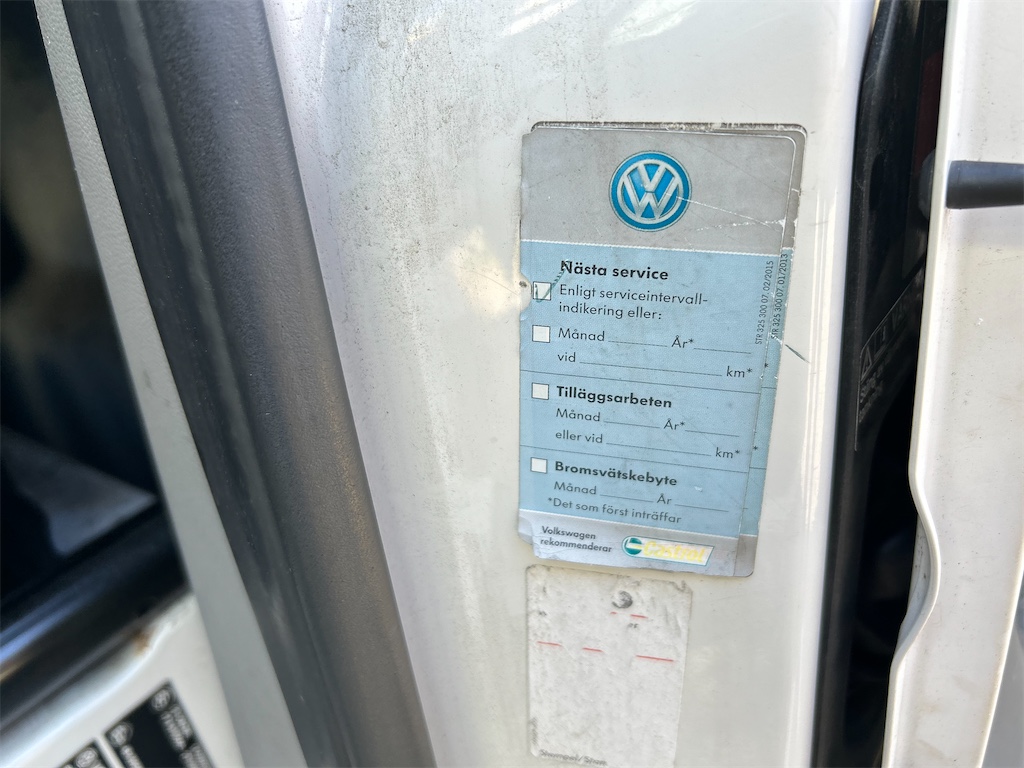 VW
Nästa service
Enligt serviceintervall-
indikering eller:
Månad År*
vid km* *
Tilläggsarbeten
Månad År*
eller vid km* *
Bromsvätskebyte
Månad År
*Det som först inträffar
Volkswagen
rekommenderar
Castrol
STR 325 300 07. 02/2015
STR 325 300 07. 01/2013